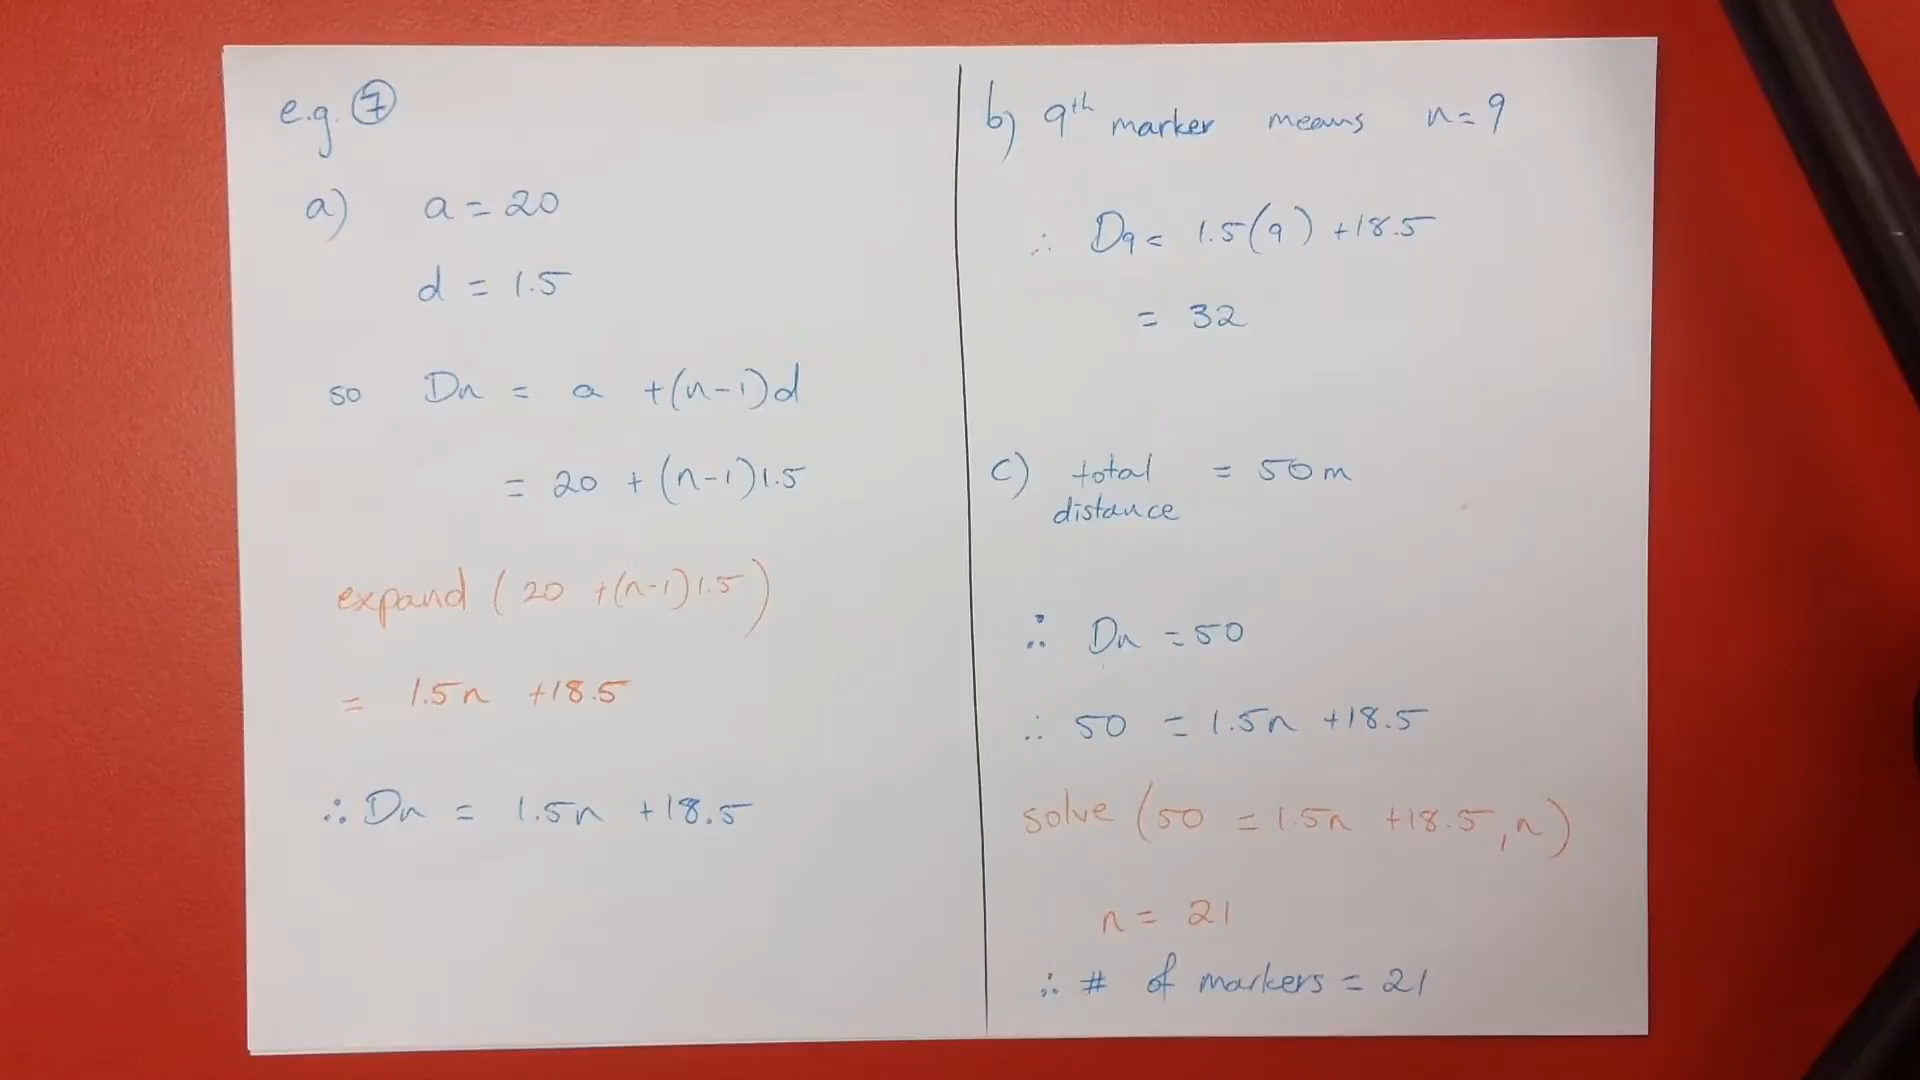 e.g. ⑦
a) a = 20
d = 1.5
so Dn = a + (n-1)d
= 20 + (n-1)1.5
expand ( 20 + (n-1)1.5 )
= 1.5n + 18.5
∴ Dn = 1.5n + 18.5
b) 9th marker means n = 9
∴ D9 = 1.5(9) + 18.5
= 32
c) total distance = 50m
∴ Dn = 50
∴ 50 = 1.5n + 18.5
solve (50 = 1.5n + 18.5, n)
n = 21
∴ # of markers = 21